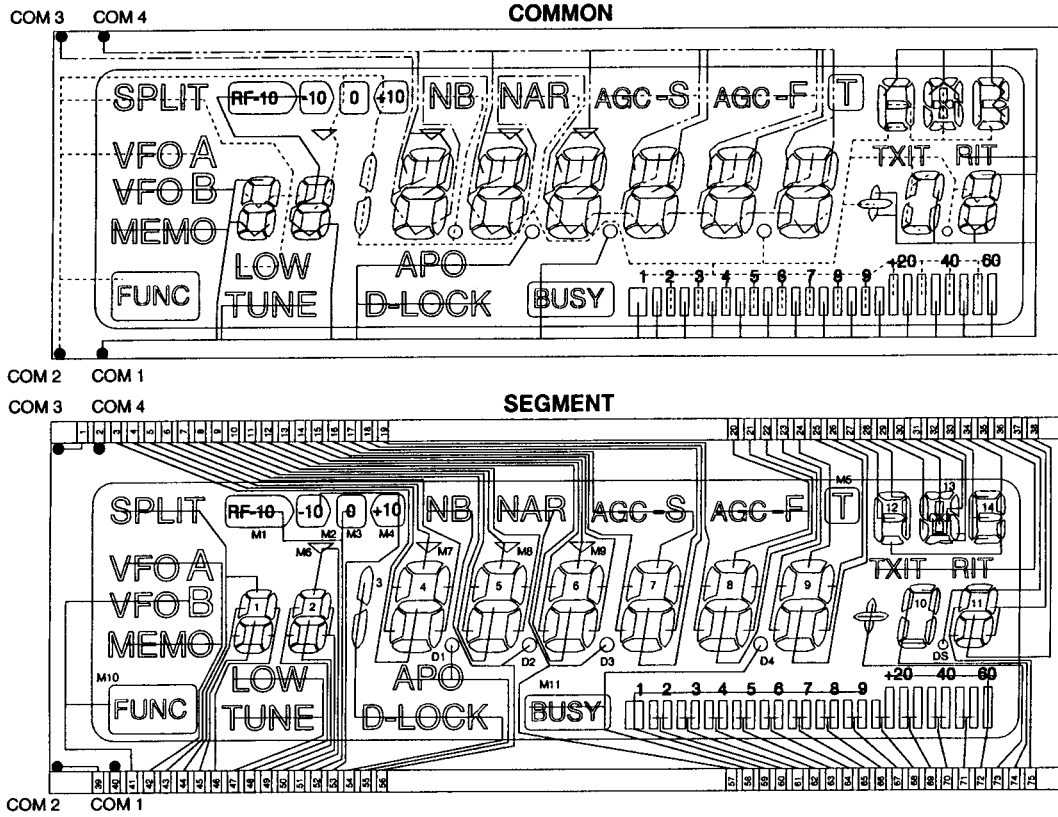 COMMON
COM 3 COM 4
SPLIT RF-10 -10 0 +10 NB NAR AGC-S AGC-F T
VFO A TXIT RIT
VFO B
MEMO
LOW APO
1 2 3 4 5 6 7 8 9 +20 40 60
FUNC TUNE D-LOCK BUSY
COM 2 COM 1
SEGMENT
COM 3 COM 4
1 2 3 4 5 6 7 8 9 10 11 12 13 14 15 16 17 18 19 20 21 22 23 24 25 26 27 28 29 30 31 32 33 34 35 36 37 38
SPLIT RF-10 -10 0 +10 NB NAR AGC-S AGC-F M5 T 12 13 14
M1 M2 M3 M4
M6 M7 M8 M9
VFO A TXIT RIT
VFO B 1 2 3 4 5 6 7 8 9 10 11
MEMO
D1 D2 D3 D4 DS
M10 LOW APO M11
1 2 3 4 5 6 7 8 9 +20 40 60
FUNC TUNE D-LOCK BUSY
39 40 41 42 43 44 45 46 47 48 49 50 51 52 53 54 55 56 57 58 59 60 61 62 63 64 65 66 67 68 69 70 71 72 73 74 75
COM 2 COM 1